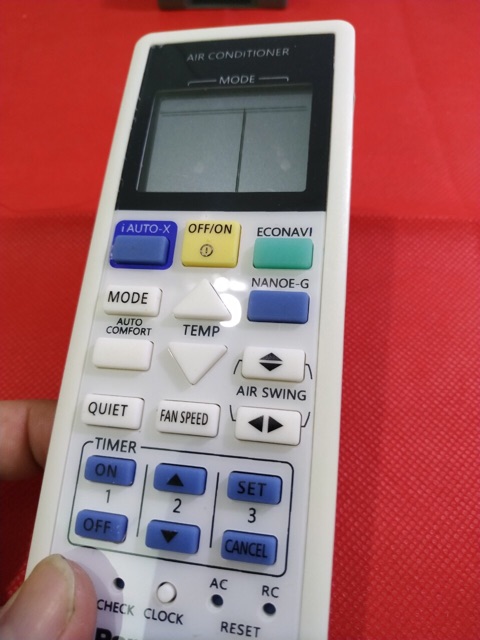 AIR CONDITIONER
MODE
i AUTO-X
OFF/ON
ECONAVI
MODE
NANOE-G
AUTO
COMFORT
TEMP
AIR SWING
QUIET
FAN SPEED
TIMER
ON
1
2
SET
3
OFF
CANCEL
CHECK
CLOCK
AC
RC
RESET